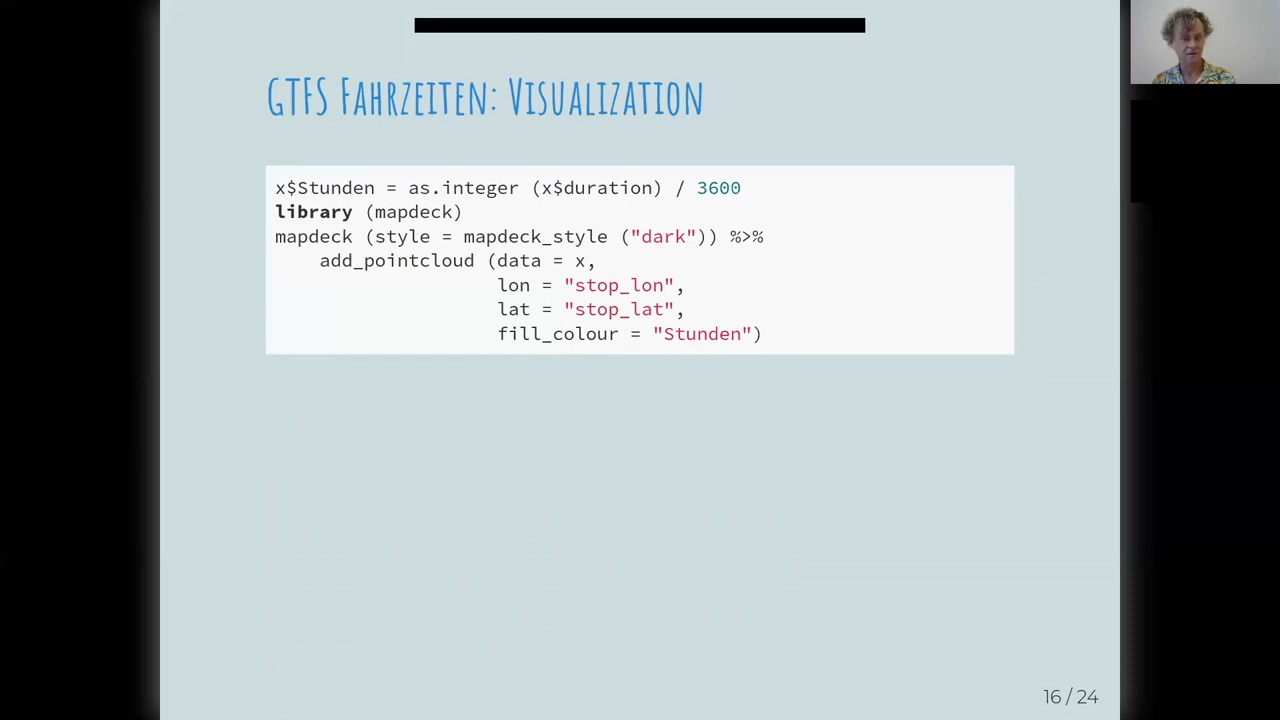 GTFS Fahrzeiten: Visualization
x$Stunden = as.integer (x$duration) / 3600
library (mapdeck)
mapdeck (style = mapdeck_style ("dark")) %>%
    add_pointcloud (data = x,
                    lon = "stop_lon",
                    lat = "stop_lat",
                    fill_colour = "Stunden")
16 / 24